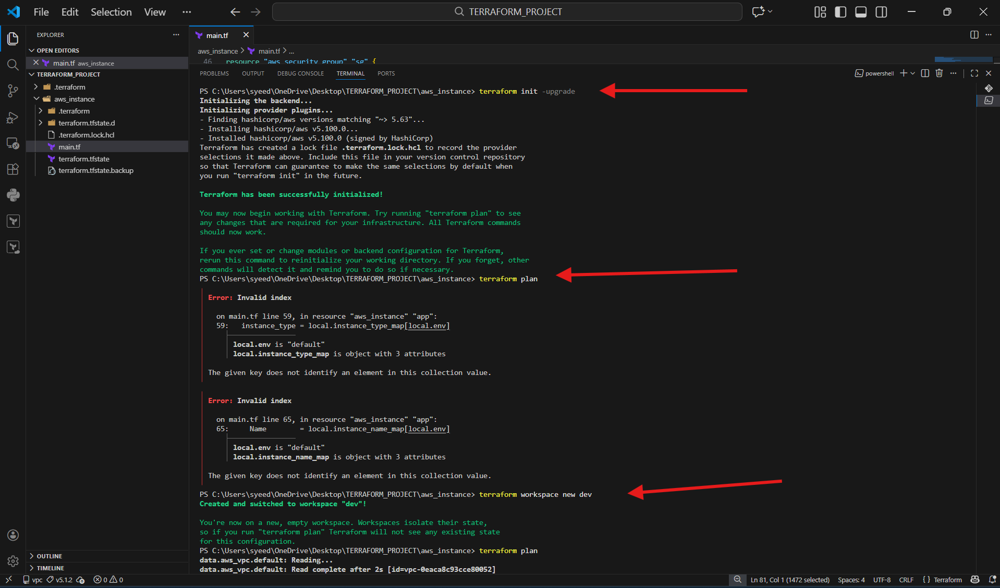 File Edit Selection View ···
TERRAFORM_PROJECT
EXPLORER
OPEN EDITORS
main.tf aws_instance
TERRAFORM_PROJECT
.terraform
aws_instance
.terraform
terraform.tfstate.d
.terraform.lock.hcl
main.tf
terraform.tfstate
terraform.tfstate.backup
OUTLINE
TIMELINE
main.tf
aws_instance > main.tf > ...
46 resource "aws_security_group" "sg" {
PROBLEMS OUTPUT DEBUG CONSOLE TERMINAL PORTS
powershell
PS C:\Users\syeed\OneDrive\Desktop\TERRAFORM_PROJECT\aws_instance> terraform init -upgrade
Initializing the backend...
Initializing provider plugins...
- Finding hashicorp/aws versions matching "~> 5.63"...
- Installing hashicorp/aws v5.100.0...
- Installed hashicorp/aws v5.100.0 (signed by HashiCorp)
Terraform has created a lock file .terraform.lock.hcl to record the provider
selections it made above. Include this file in your version control repository
so that Terraform can guarantee to make the same selections by default when
you run "terraform init" in the future.
Terraform has been successfully initialized!
You may now begin working with Terraform. Try running "terraform plan" to see
any changes that are required for your infrastructure. All Terraform commands
should now work.
If you ever set or change modules or backend configuration for Terraform,
rerun this command to reinitialize your working directory. If you forget, other
commands will detect it and remind you to do so if necessary.
PS C:\Users\syeed\OneDrive\Desktop\TERRAFORM_PROJECT\aws_instance> terraform plan
Error: Invalid index
on main.tf line 59, in resource "aws_instance" "app":
59: instance_type = local.instance_type_map[local.env]
local.env is "default"
local.instance_type_map is object with 3 attributes
The given key does not identify an element in this collection value.
Error: Invalid index
on main.tf line 65, in resource "aws_instance" "app":
65: Name = local.instance_name_map[local.env]
local.env is "default"
local.instance_name_map is object with 3 attributes
The given key does not identify an element in this collection value.
PS C:\Users\syeed\OneDrive\Desktop\TERRAFORM_PROJECT\aws_instance> terraform workspace new dev
Created and switched to workspace "dev"!
You're now on a new, empty workspace. Workspaces isolate their state,
so if you run "terraform plan" Terraform will not see any existing state
for this configuration.
PS C:\Users\syeed\OneDrive\Desktop\TERRAFORM_PROJECT\aws_instance> terraform plan
data.aws_vpc.default: Reading...
data.aws_vpc.default: Read complete after 2s [id=vpc-0eaca8c93cce80052]
vpc v5.1.2 0 0 Ln 81, Col 1 (1472 selected) Spaces: 4 UTF-8 CRLF { } Terraform